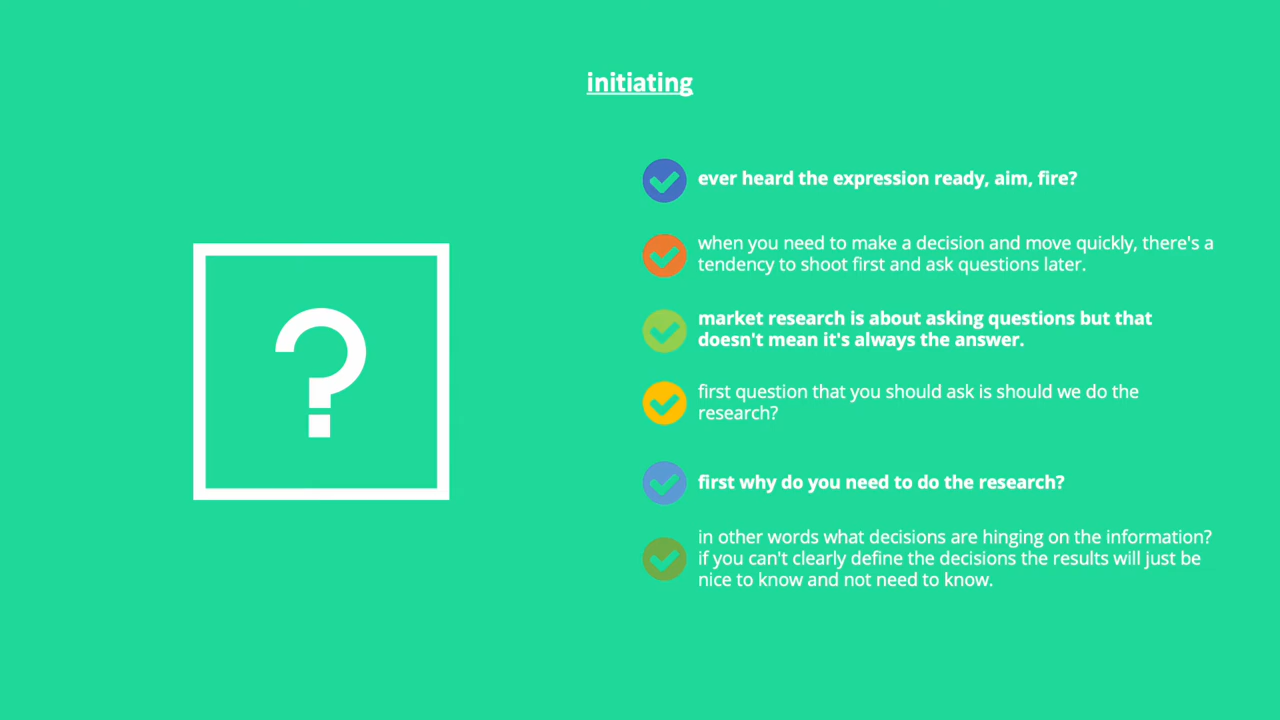 initiating
ever heard the expression ready, aim, fire?
when you need to make a decision and move quickly, there's a
tendency to shoot first and ask questions later.
market research is about asking questions but that
doesn't mean it's always the answer.
first question that you should ask is should we do the
research?
first why do you need to do the research?
in other words what decisions are hinging on the information?
if you can't clearly define the decisions the results will just be
nice to know and not need to know.
?